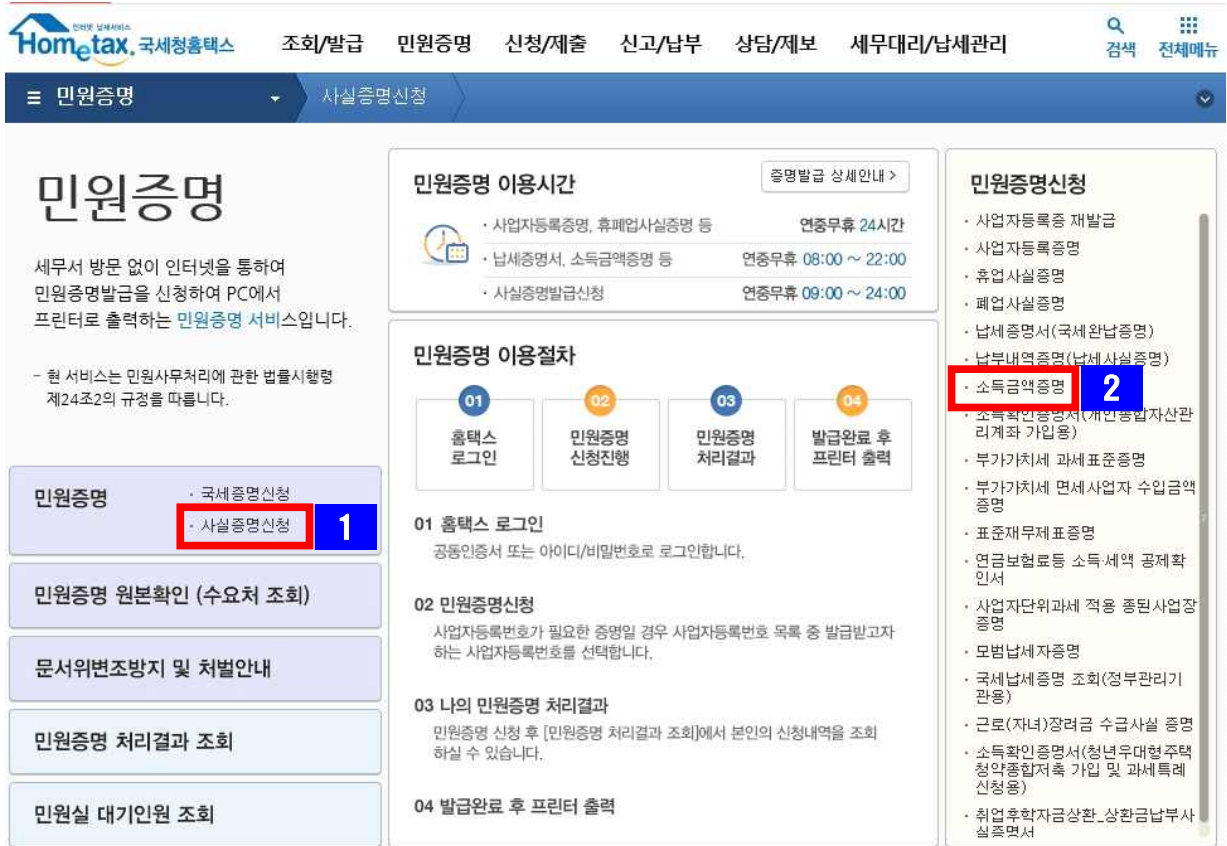 인터넷 납세서비스
Hometax. 국세청홈택스
조회/발급 민원증명 신청/제출 신고/납부 상담/제보 세무대리/납세관리
검색 전체메뉴
민원증명
사실증명신청
민원증명
세무서 방문 없이 인터넷을 통하여
민원증명발급을 신청하여 PC에서
프린터로 출력하는 민원증명 서비스입니다.
- 현 서비스는 민원사무처리에 관한 법률시행령
제24조2의 규정을 따릅니다.
민원증명
· 국세증명신청
· 사실증명신청
1
민원증명 원본확인 (수요처 조회)
문서위변조방지 및 처벌안내
민원증명 처리결과 조회
민원실 대기인원 조회
민원증명 이용시간
증명발급 상세안내 >
· 사업자등록증명, 휴폐업사실증명 등 연중무휴 24시간
· 납세증명서, 소득금액증명 등 연중무휴 08:00 ~ 22:00
· 사실증명발급신청 연중무휴 09:00 ~ 24:00
민원증명 이용절차
01
홈택스
로그인
02
민원증명
신청진행
03
민원증명
처리결과
04
발급완료 후
프린터 출력
01 홈택스 로그인
공동인증서 또는 아이디/비밀번호로 로그인합니다.
02 민원증명신청
사업자등록번호가 필요한 증명일 경우 사업자등록번호 목록 중 발급받고자
하는 사업자등록번호를 선택합니다.
03 나의 민원증명 처리결과
민원증명 신청 후 [민원증명 처리결과 조회]에서 본인의 신청내역을 조회
하실 수 있습니다.
04 발급완료 후 프린터 출력
민원증명신청
· 사업자등록증 재발급
· 사업자등록증명
· 휴업사실증명
· 폐업사실증명
· 납세증명서(국세완납증명)
· 납부내역증명(납세사실증명)
· 소득금액증명
2
· 소득확인증명서(개인종합자산관
리계좌 가입용)
· 부가가치세 과세표준증명
· 부가가치세 면세사업자 수입금액
증명
· 표준재무제표증명
· 연금보험료등 소득·세액 공제확
인서
· 사업자단위과세 적용 종된사업장
증명
· 모범납세자증명
· 국세납세증명 조회(정부관리기
관용)
· 근로(자녀)장려금 수급사실 증명
· 소득확인증명서(청년우대형주택
청약종합저축 가입 및 과세특례
신청용)
· 취업후학자금상환_상환금납부사
실증명서